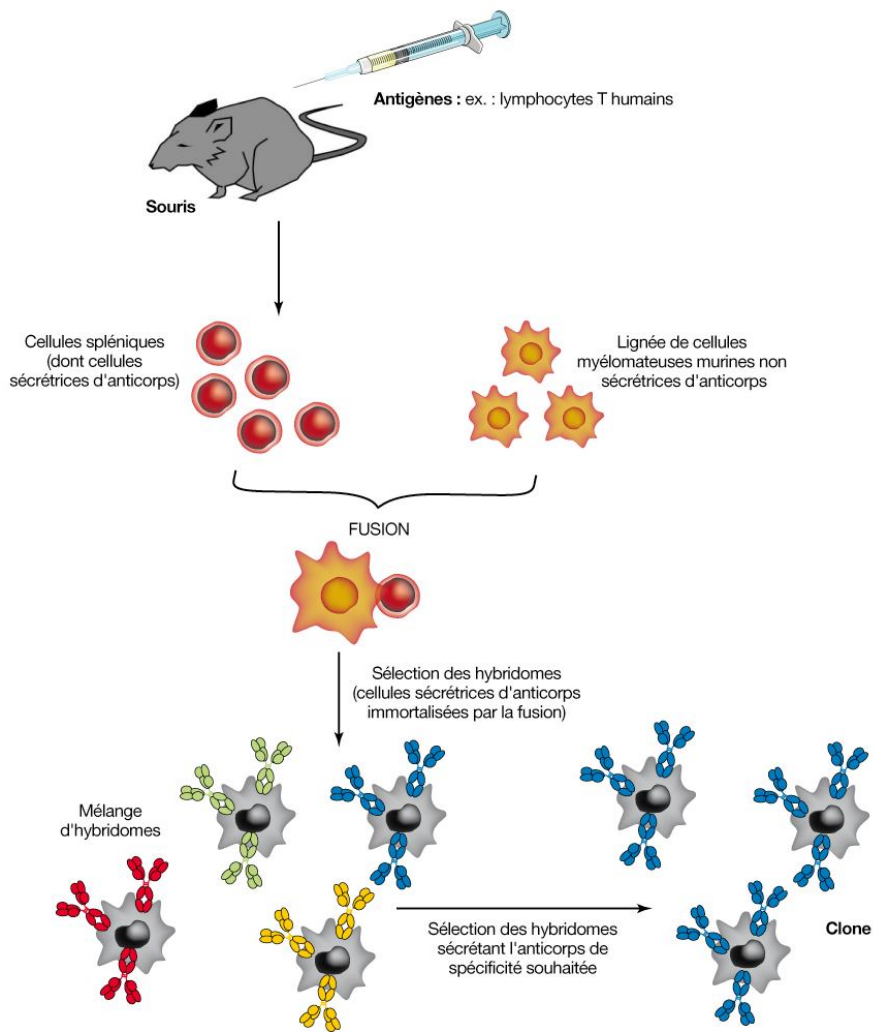 Antigènes : ex. : lymphocytes T humains
Souris
Cellules spléniques
(dont cellules
sécrétrices d'anticorps)
Lignée de cellules
myélomateuses murines non
sécrétrices d'anticorps
FUSION
Sélection des hybridomes
(cellules sécrétrices d'anticorps
immortalisées par la fusion)
Mélange
d'hybridomes
Sélection des hybridomes
sécrétant l'anticorps de
spécificité souhaitée
Clone